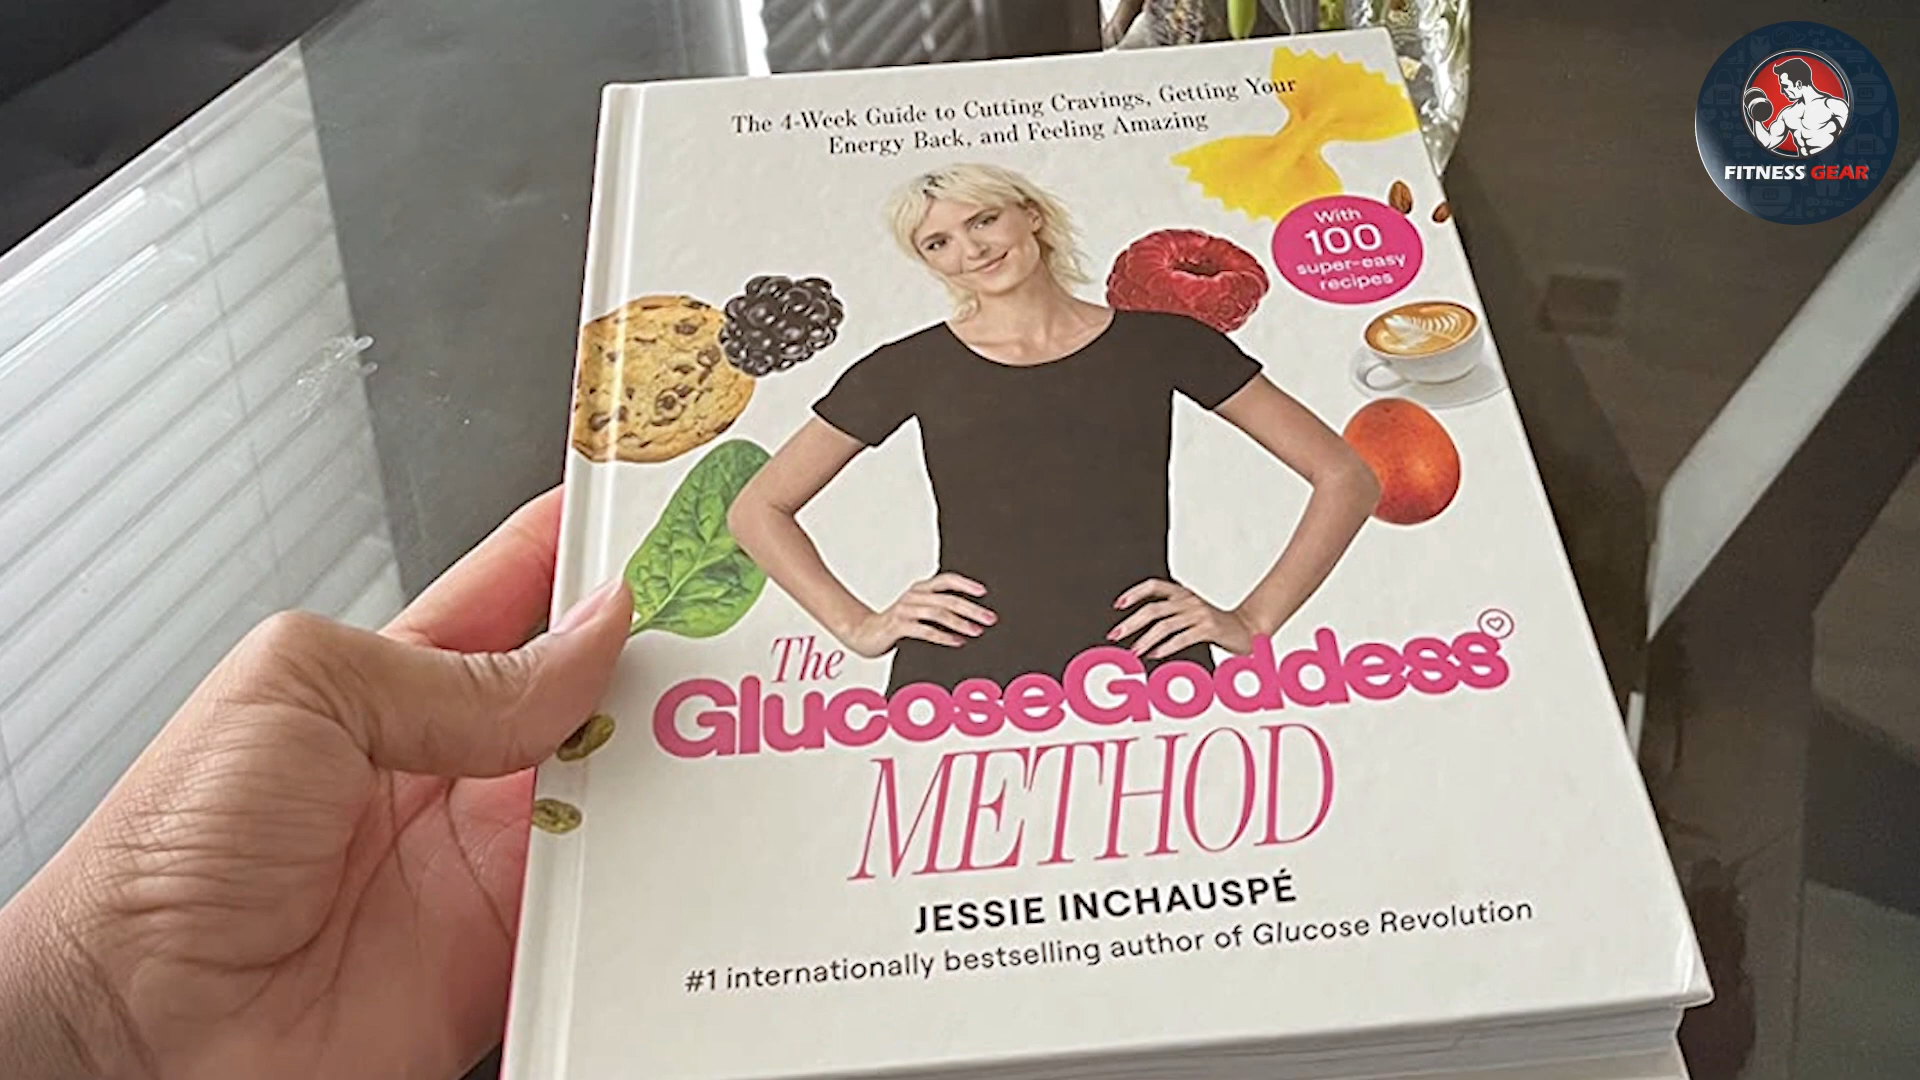 The 4-Week Guide to Cutting Cravings, Getting Your
Energy Back, and Feeling Amazing
With
100
super-easy
recipes
The
GlucoseGoddess
METHOD
JESSIE INCHAUSPÉ
#1 internationally bestselling author of Glucose Revolution
FITNESS GEAR